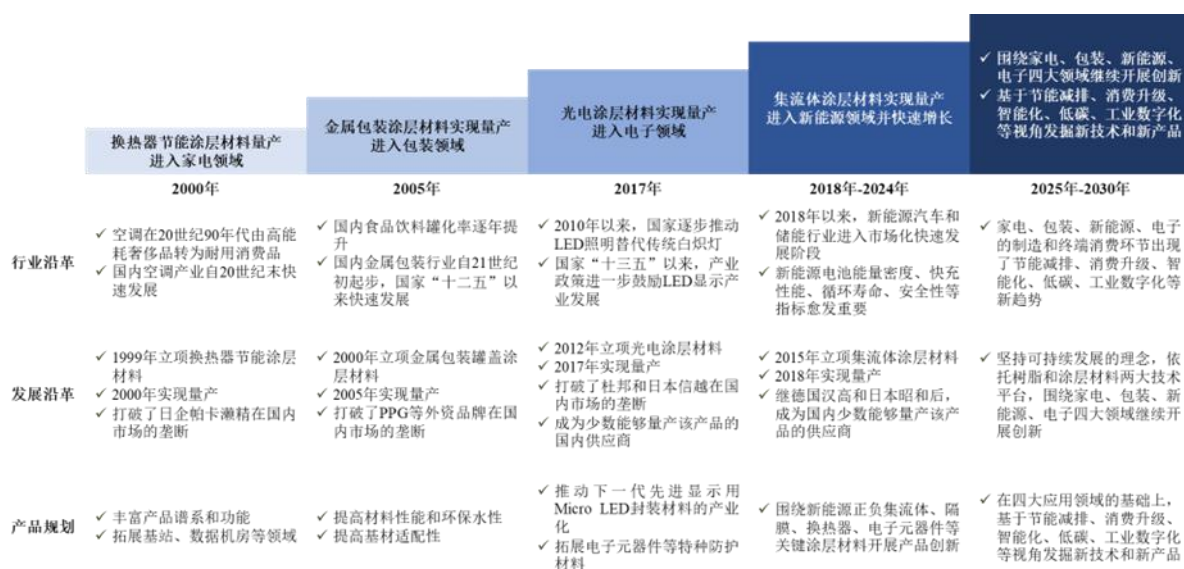 换热器节能涂层材料量产
进入家电领域
金属包装涂层材料实现量产
进入包装领域
光电涂层材料实现量产
进入电子领域
集流体涂层材料实现量产
进入新能源领域并快速增长
✓ 围绕家电、包装、新能源、
电子四大领域继续开展创新
✓ 基于节能减排、消费升级、
智能化、低碳、工业数字化
等视角发掘新技术和新产品
2000年
2005年
2017年
2018年-2024年
2025年-2030年
行业沿革
✓ 空调在20世纪90年代由高能
耗奢侈品转为耐用消费品
✓ 国内空调产业自20世纪末快
速发展
✓ 国内食品饮料罐化率逐年提
升
✓ 国内金属包装行业自21世纪
初起步，国家“十二五”以
来快速发展
✓ 2010年以来，国家逐步推动
LED照明替代传统白炽灯
✓ 国家“十三五”以来，产业
政策进一步鼓励LED显示产
业发展
✓ 2018年以来，新能源汽车和
储能行业进入市场化快速发
展阶段
✓ 新能源电池能量密度、快充
性能、循环寿命、安全性等
指标愈发重要
✓ 家电、包装、新能源、电子
的制造和终端消费环节出现
了节能减排、消费升级、智
能化、低碳、工业数字化等
新趋势
发展沿革
✓ 1999年立项换热器节能涂层
材料
✓ 2000年实现量产
✓ 打破了日企帕卡濑精在国内
市场的垄断
✓ 2000年立项金属包装罐盖涂
层材料
✓ 2005年实现量产
✓ 打破了PPG等外资品牌在国
内市场的垄断
✓ 2012年立项光电涂层材料
✓ 2017年实现量产
✓ 打破了杜邦和日本信越在国
内市场的垄断
✓ 成为少数能够量产该产品的
国内供应商
✓ 2015年立项集流体涂层材料
✓ 2018年实现量产
✓ 继德国汉高和日本昭和后，
成为国内少数能够量产该产
品的供应商
✓ 坚持可持续发展的理念，依
托树脂和涂层材料两大技术
平台，围绕家电、包装、新
能源、电子四大领域继续开
展创新
产品规划
✓ 丰富产品谱系和功能
✓ 拓展基站、数据机房等领域
✓ 提高材料性能和环保水性
✓ 提高基材适配性
✓ 推动下一代先进显示用
Micro LED封装材料的产业
化
✓ 拓展电子元器件等特种防护
材料
✓ 围绕新能源正负集流体、隔
膜、换热器、电子元器件等
关键涂层材料开展产品创新
✓ 在四大应用领域的基础上，
基于节能减排、消费升级、
智能化、低碳、工业数字化
等视角发掘新技术和新产品